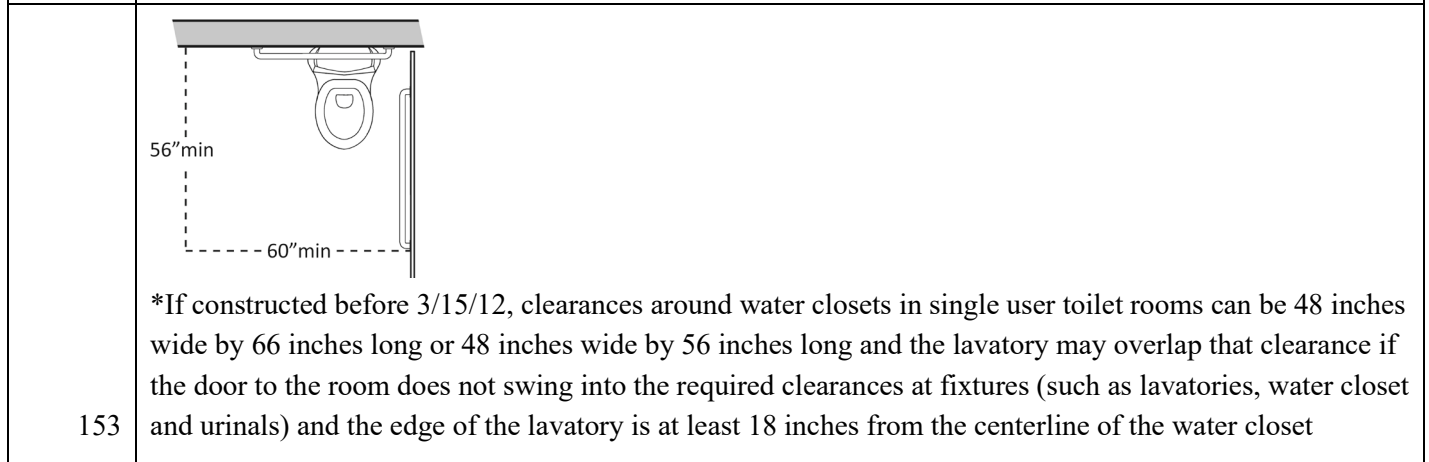 56″min
60″min
*If constructed before 3/15/12, clearances around water closets in single user toilet rooms can be 48 inches
wide by 66 inches long or 48 inches wide by 56 inches long and the lavatory may overlap that clearance if
the door to the room does not swing into the required clearances at fixtures (such as lavatories, water closet
153 and urinals) and the edge of the lavatory is at least 18 inches from the centerline of the water closet